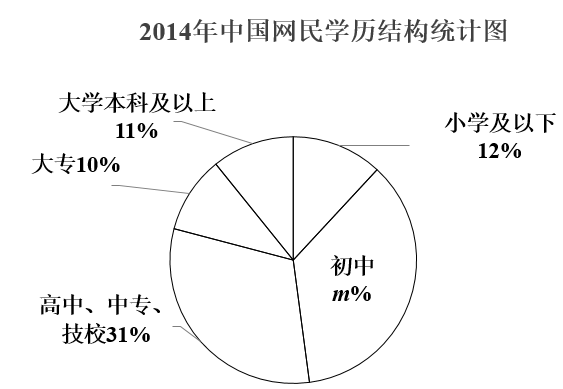 2014年中国网民学历结构统计图
大学本科及以上
11%
小学及以下
12%
大专10%
初中
m%
高中、中专、
技校31%